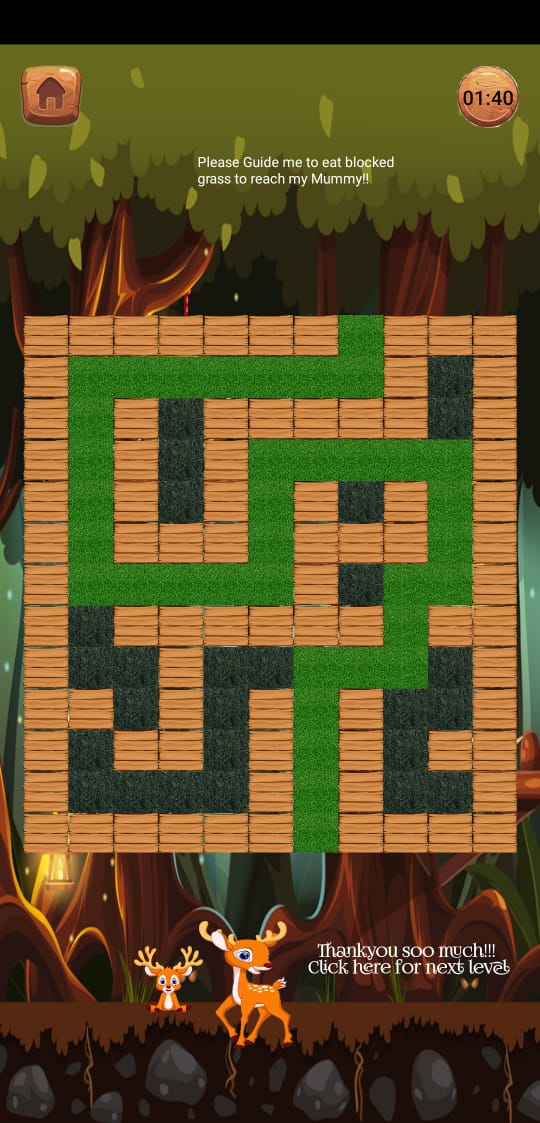 01:40
Please Guide me to eat blocked
grass to reach my Mummy!!
Thankyou soo much!!!
Click here for next level